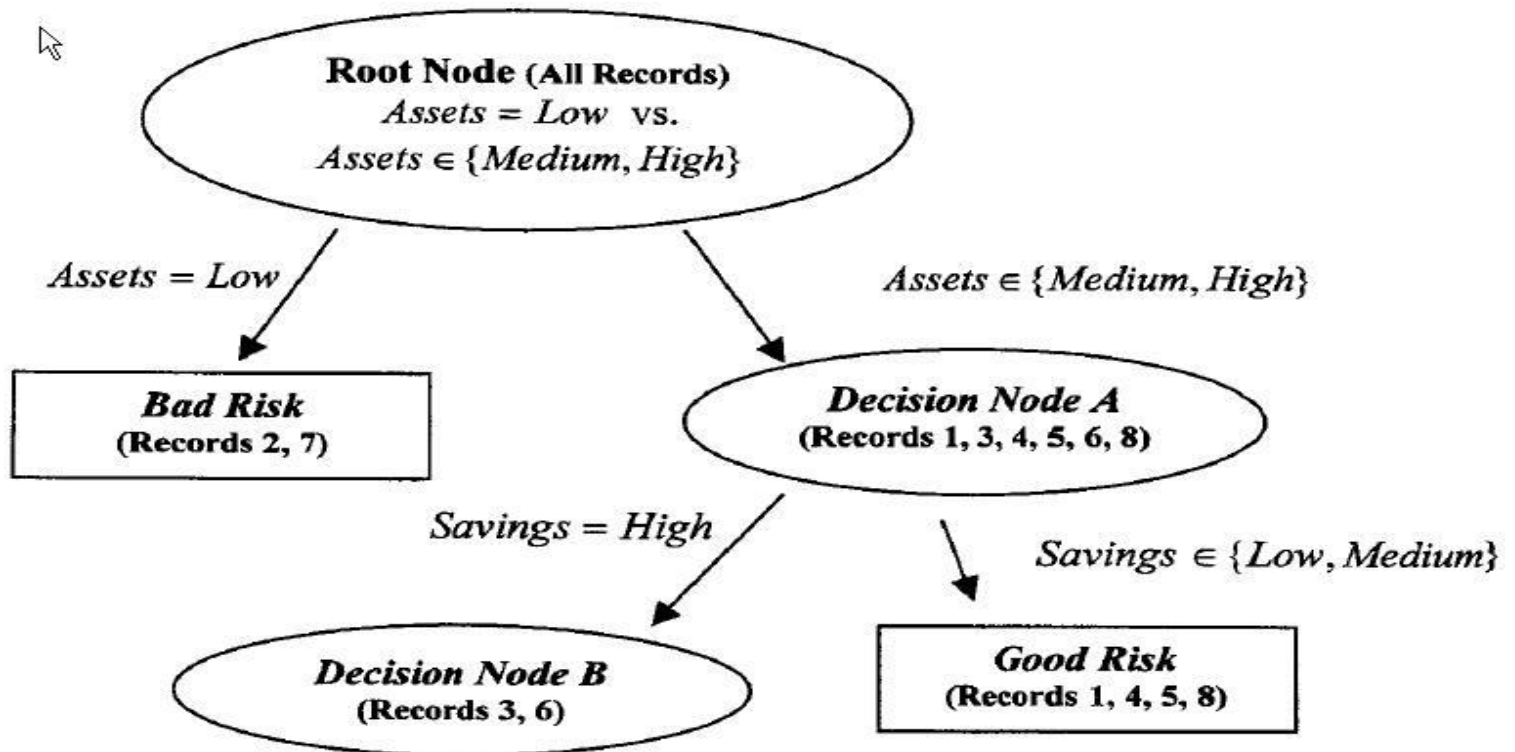 Root Node (All Records)
Assets = Low vs.
Assets ∈ {Medium, High}
Assets = Low
Assets ∈ {Medium, High}
Bad Risk
(Records 2, 7)
Decision Node A
(Records 1, 3, 4, 5, 6, 8)
Savings = High
Savings ∈ {Low, Medium}
Decision Node B
(Records 3, 6)
Good Risk
(Records 1, 4, 5, 8)